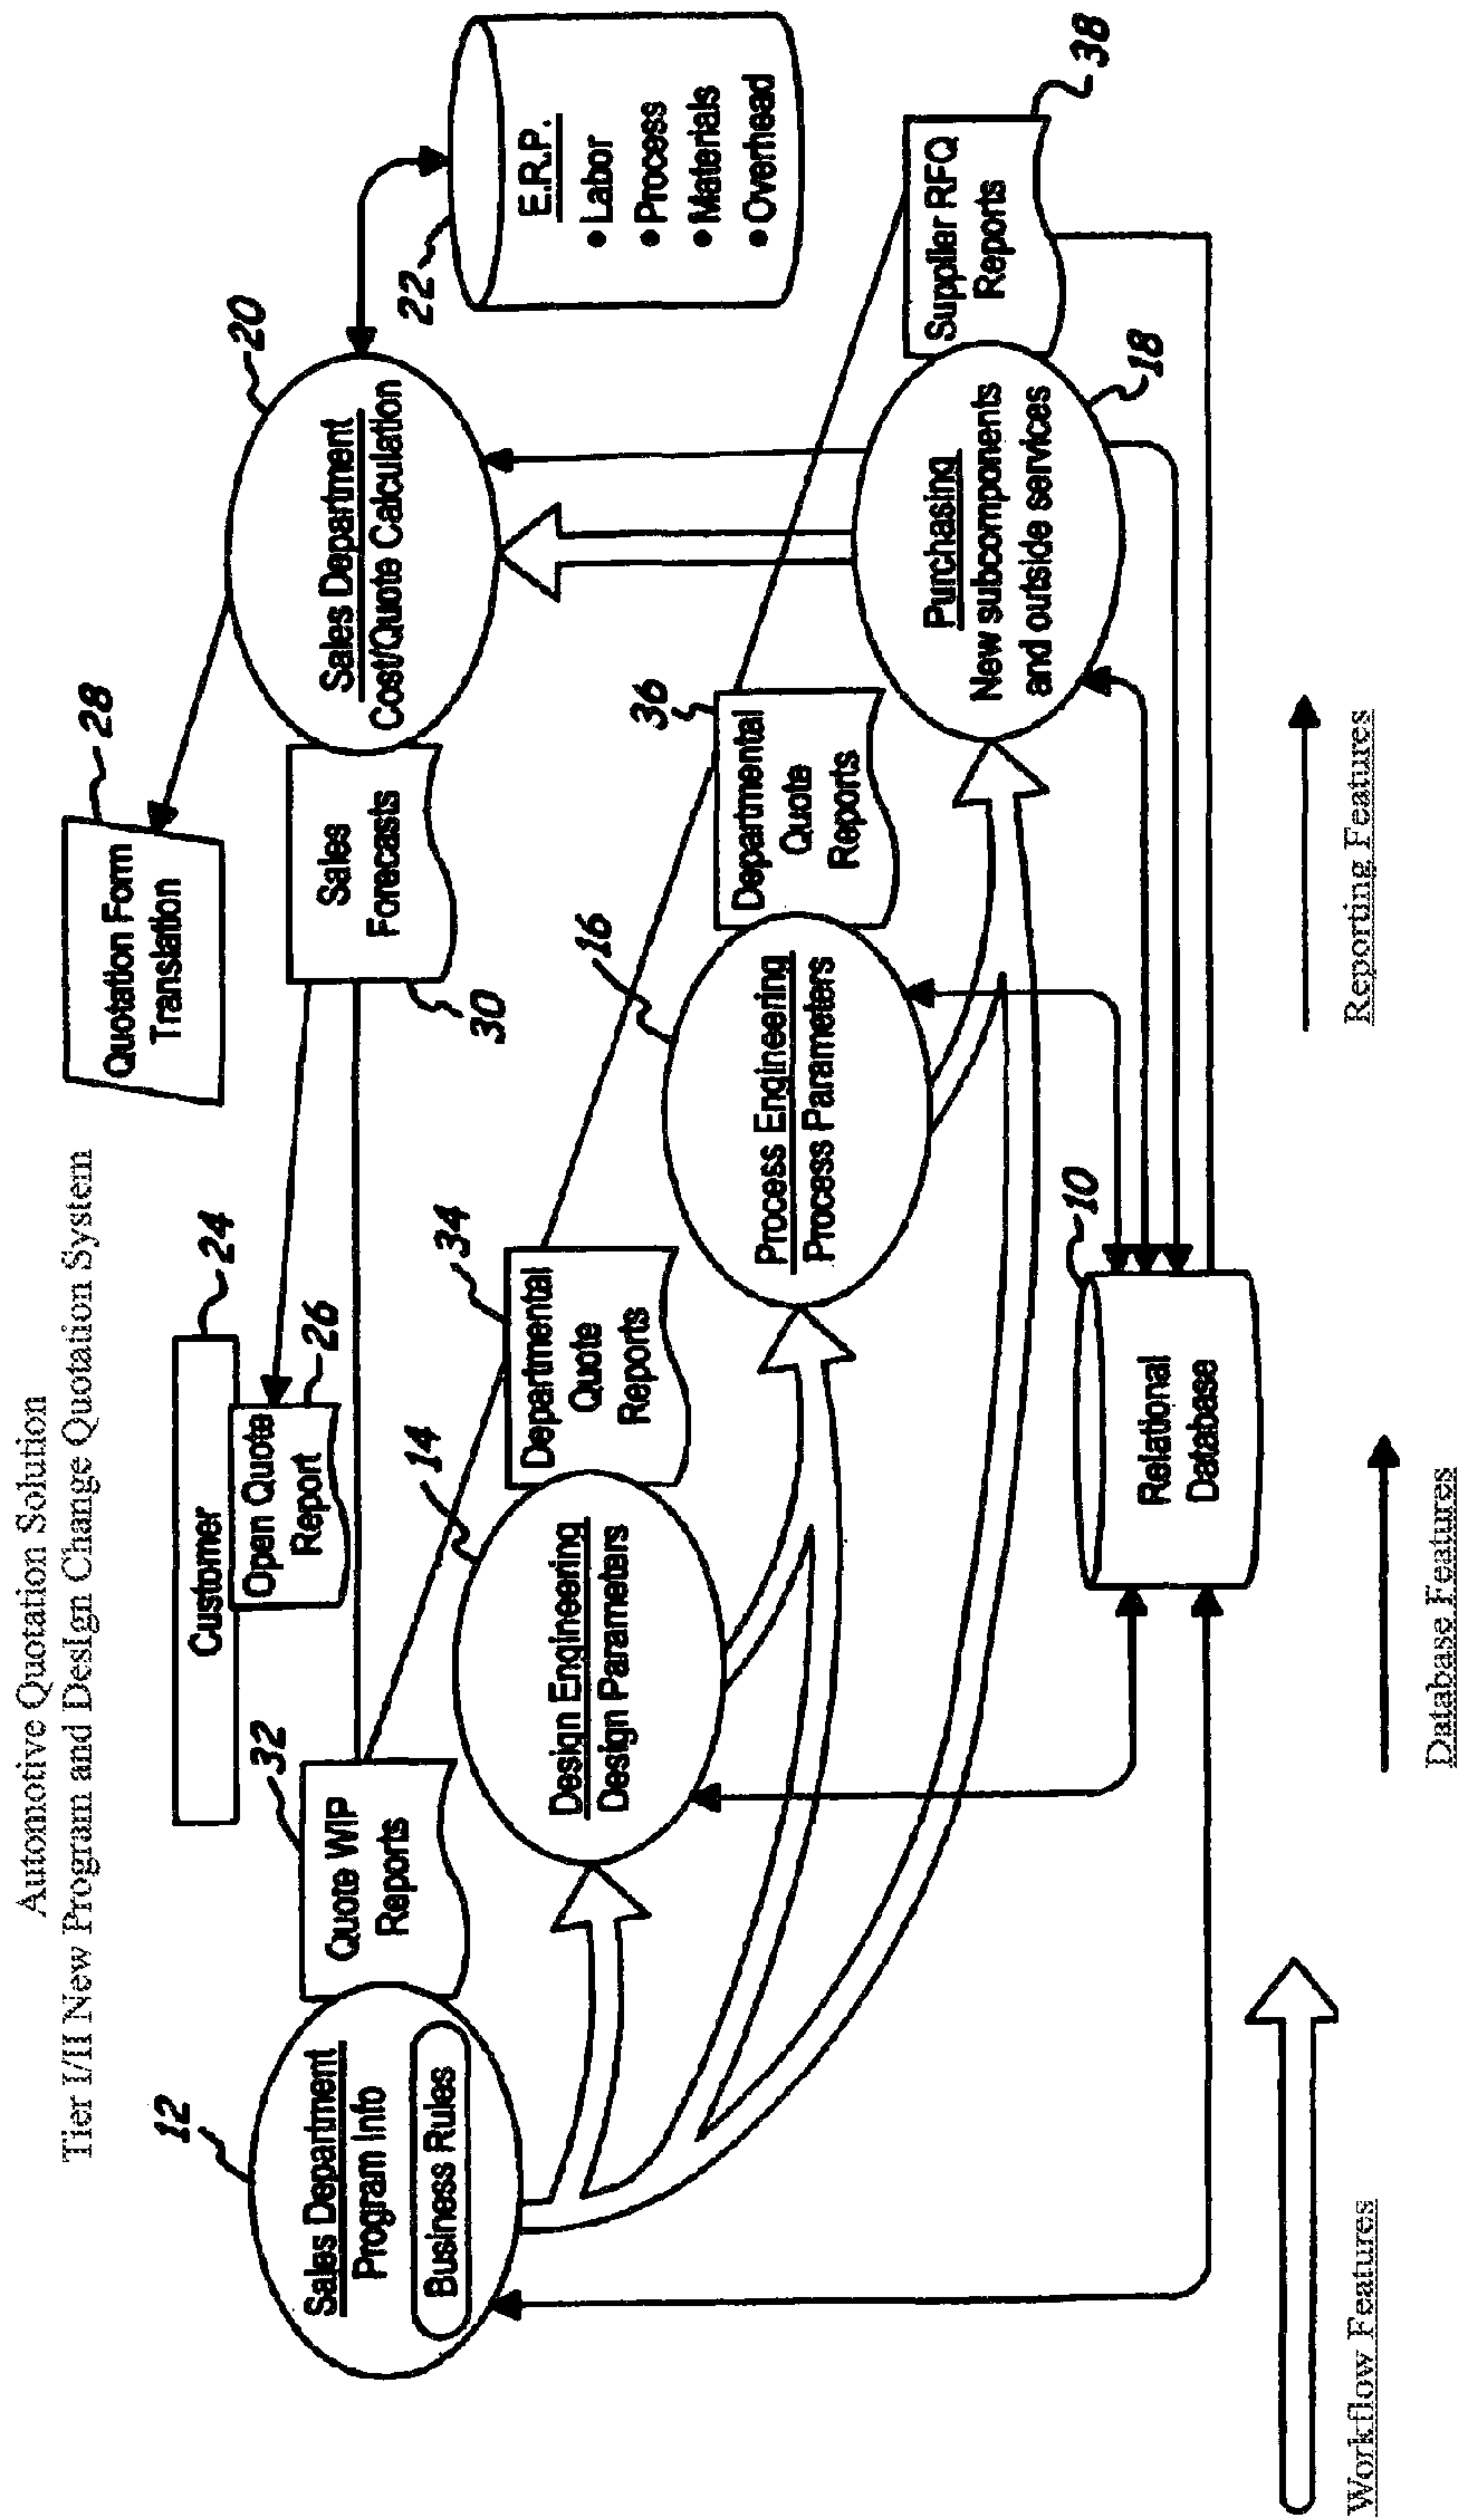 Automotive Quotation Solution
Tier I/II New Program and Design Change Quotation System
12
Sales Department
Program Info
Business Rules
32
Quote WIP
Reports
Customer
24
Open Quote
Report
26
28
Quotation Form
Translation
Sales
Forecasts
30
20
Sales Department
Cost/Quote Calculation
22
E.R.P.
• Labor
• Process
• Materials
• Overhead
14
Design Engineering
Design Parameters
34
Departmental
Quote
Reports
16
Process Engineering
Process Parameters
36
Departmental
Quote
Reports
Purchasing
New subcomponents
and outside services
18
Supplier RFQ
Reports
38
10
Relational
Database
Workflow Features
Database Features
Reporting Features